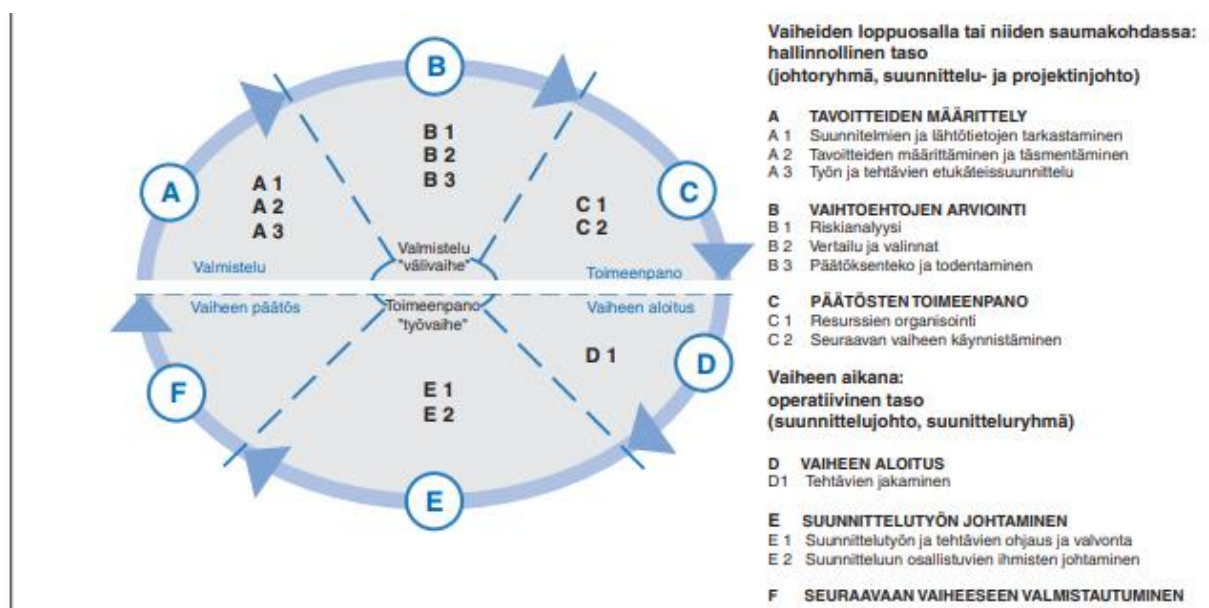 B
B 1
B 2
B 3
A
A 1
A 2
A 3
C
C 1
C 2
Valmistelu
"välivaihe"
Valmistelu
Toimeenpano
Vaiheen päätös
Toimeenpano
"työvaihe"
Vaiheen aloitus
D 1
D
F
E 1
E 2
E
Vaiheiden loppuosalla tai niiden saumakohdassa:
hallinnollinen taso
(johtoryhmä, suunnittelu- ja projektinjohto)
A TAVOITTEIDEN MÄÄRITTELY
A 1 Suunnitelmien ja lähtötietojen tarkastaminen
A 2 Tavoitteiden määrittäminen ja täsmentäminen
A 3 Työn ja tehtävien etukäteissuunnittelu
B VAIHTOEHTOJEN ARVIOINTI
B 1 Riskianalyysi
B 2 Vertailu ja valinnat
B 3 Päätöksenteko ja todentaminen
C PÄÄTÖSTEN TOIMEENPANO
C 1 Resurssien organisointi
C 2 Seuraavan vaiheen käynnistäminen
Vaiheen aikana:
operatiivinen taso
(suunnittelujohto, suunitteluryhmä)
D VAIHEEN ALOITUS
D1 Tehtävien jakaminen
E SUUNNITTELUTYÖN JOHTAMINEN
E 1 Suunnittelutyön ja tehtävien ohjaus ja valvonta
E 2 Suunnitteluun osallistuvien ihmisten johtaminen
F SEURAAVAAN VAIHEESEEN VALMISTAUTUMINEN